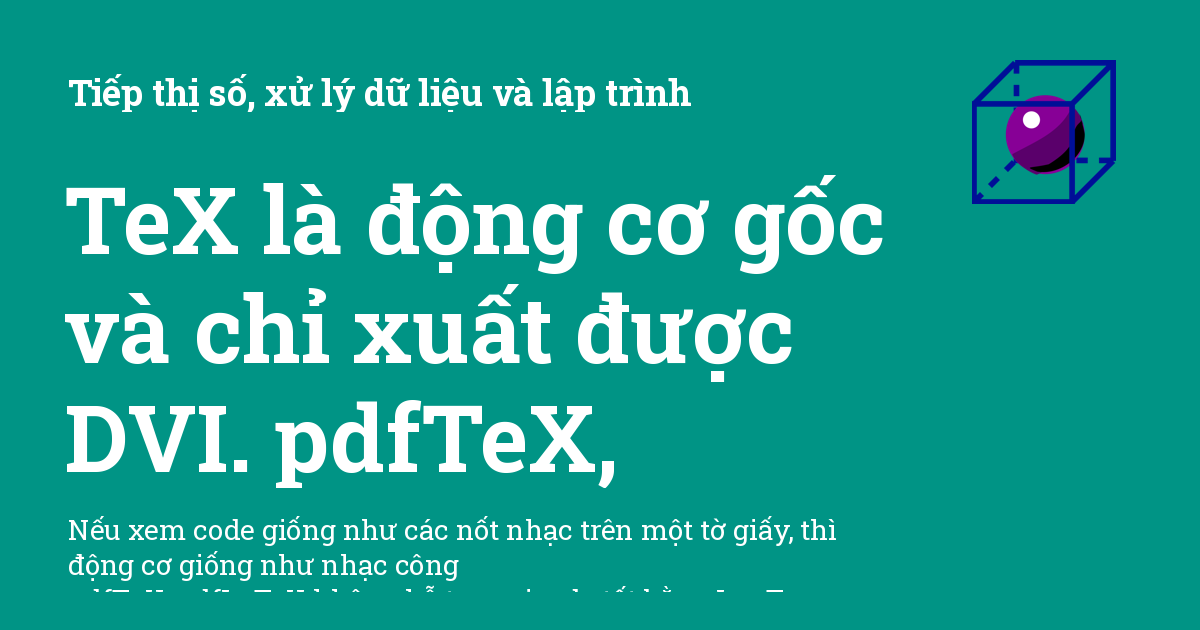 Tiếp thị số, xử lý dữ liệu và lập trình
TeX là động cơ gốc
và chỉ xuất được
DVI. pdfTeX,
Nếu xem code giống như các nốt nhạc trên một tờ giấy, thì
động cơ giống như nhạc công